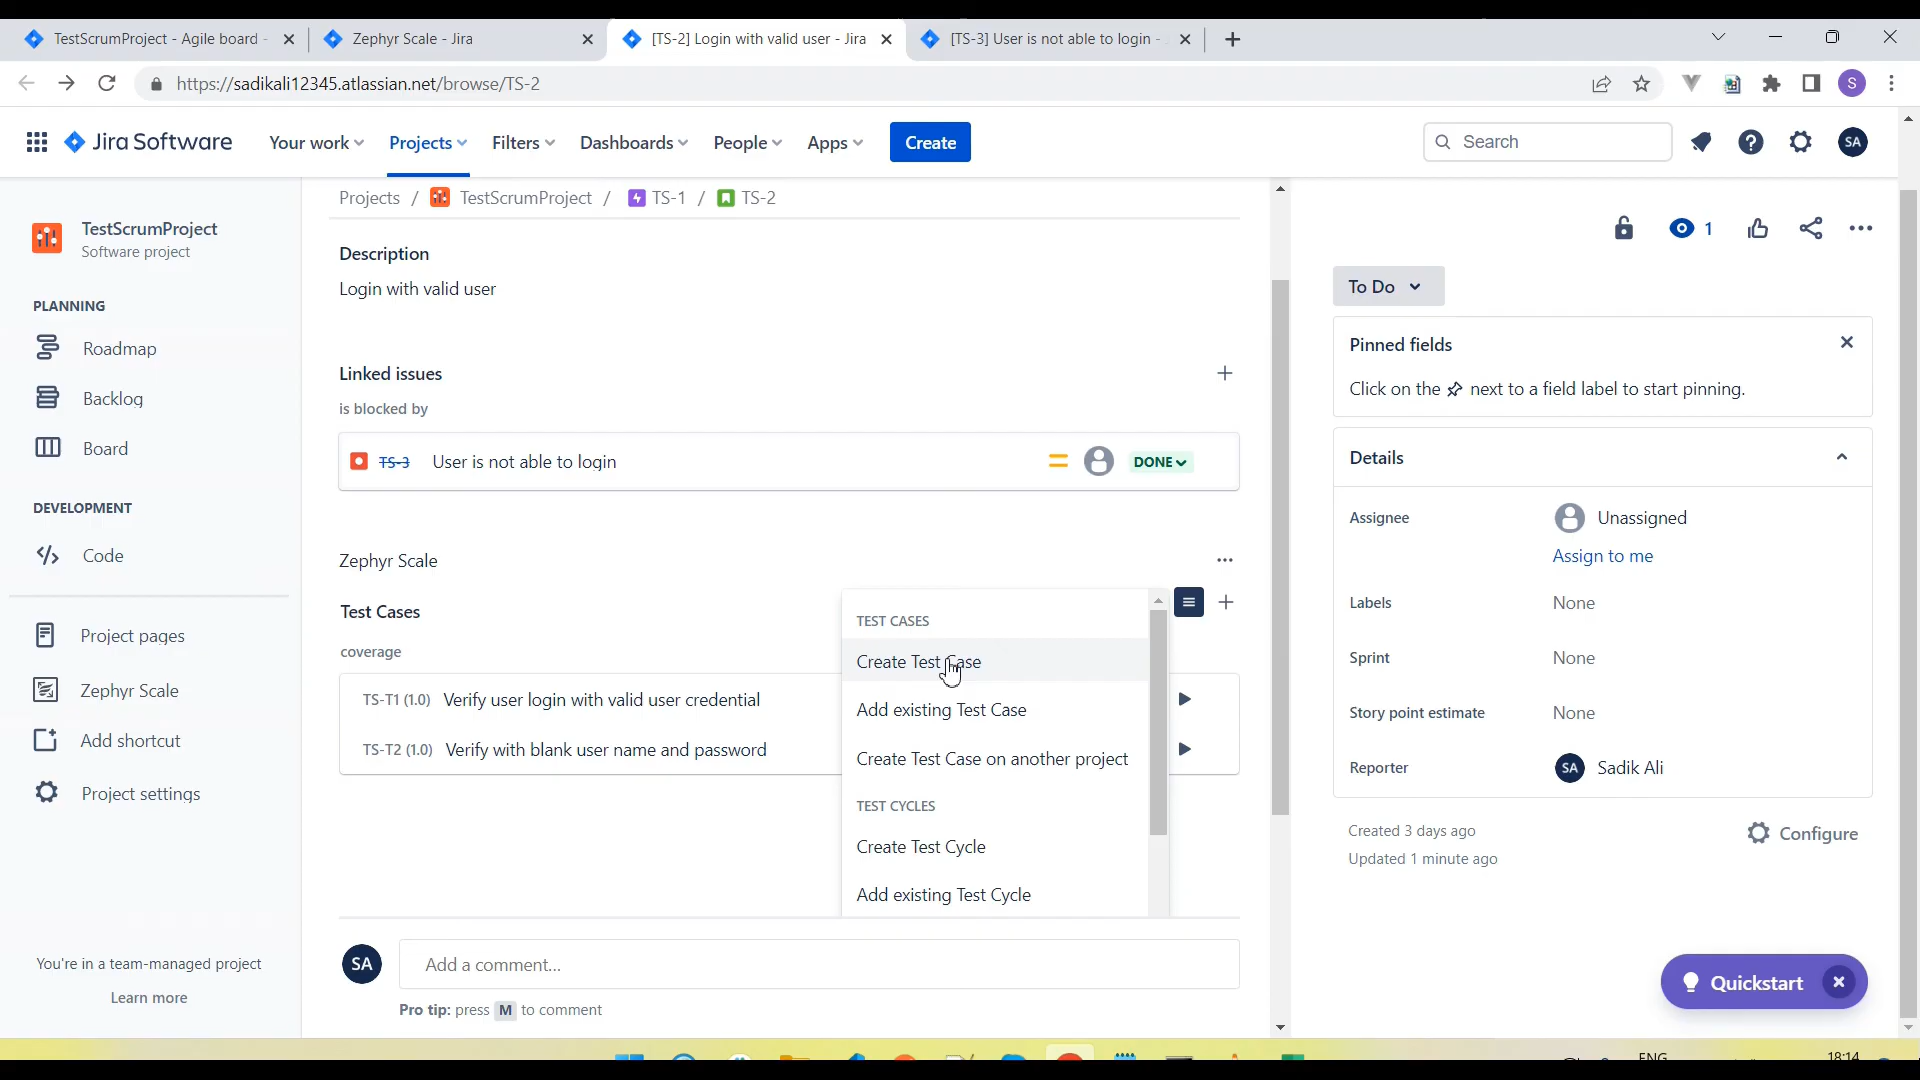 TestScrumProject - Agile board -
Zephyr Scale - Jira
[TS-2] Login with valid user - Jira
[TS-3] User is not able to login -
https://sadikali12345.atlassian.net/browse/TS-2
S
Jira Software
Your work
Projects
Filters
Dashboards
People
Apps
Create
Search
SA
TestScrumProject
Software project
PLANNING
Roadmap
Backlog
Board
DEVELOPMENT
Code
Project pages
Zephyr Scale
Add shortcut
Project settings
You're in a team-managed project
Learn more
Projects / TestScrumProject / TS-1 / TS-2
Description
Login with valid user
Linked issues
is blocked by
TS-3 User is not able to login
DONE
Zephyr Scale
Test Cases
coverage
TS-T1 (1.0) Verify user login with valid user credential
TS-T2 (1.0) Verify with blank user name and password
TEST CASES
Create Test Case
Add existing Test Case
Create Test Case on another project
TEST CYCLES
Create Test Cycle
Add existing Test Cycle
SA
Add a comment...
Pro tip: press M to comment
1
To Do
Pinned fields
Click on the next to a field label to start pinning.
Details
Assignee
Unassigned
Assign to me
Labels
None
Sprint
None
Story point estimate
None
Reporter
SA
Sadik Ali
Created 3 days ago
Updated 1 minute ago
Configure
Quickstart
ENG
18:14